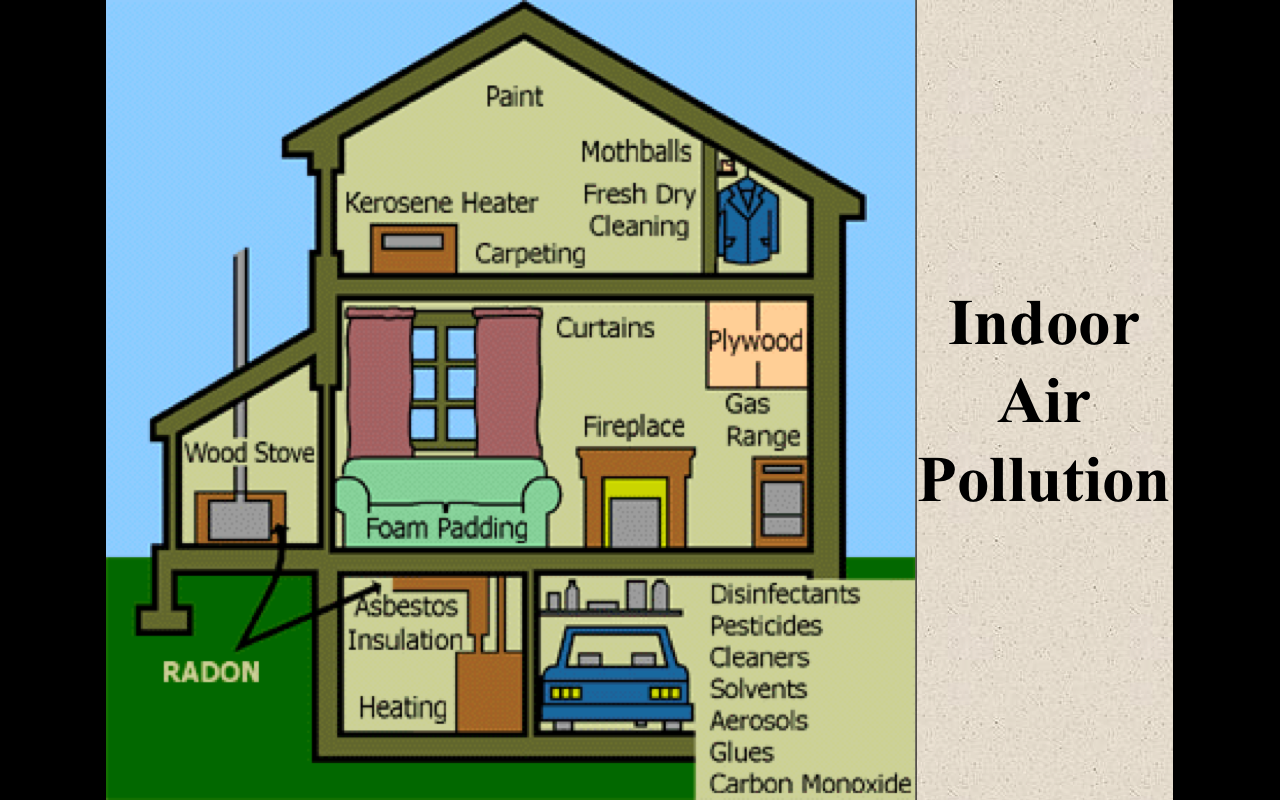 Paint
Mothballs
Fresh Dry
Cleaning
Kerosene Heater
Carpeting
Curtains
Plywood
Gas
Range
Fireplace
Wood Stove
Foam Padding
Asbestos
Insulation
Heating
RADON
Disinfectants
Pesticides
Cleaners
Solvents
Aerosols
Glues
Carbon Monoxide
Indoor
Air
Pollution